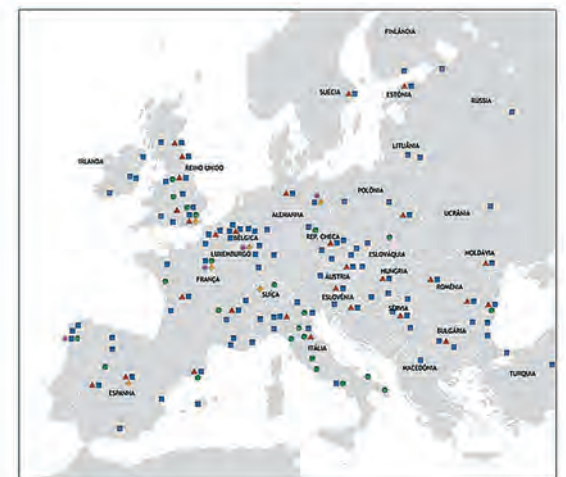 FINLÂNDIA
SUÉCIA
ESTÔNIA
RÚSSIA
LITUÂNIA
IRLANDA
REINO UNIDO
POLÔNIA
ALEMANHA
UCRÂNIA
BÉLGICA
REP. CHECA
LUXEMBURGO
ESLOVÁQUIA
MOLDÁVIA
FRANÇA
ÁUSTRIA
HUNGRIA
SUÍÇA
ROMÊNIA
ESLOVÊNIA
SÉRVIA
BULGÁRIA
ITÁLIA
MACEDÔNIA
TURQUIA
ESPANHA